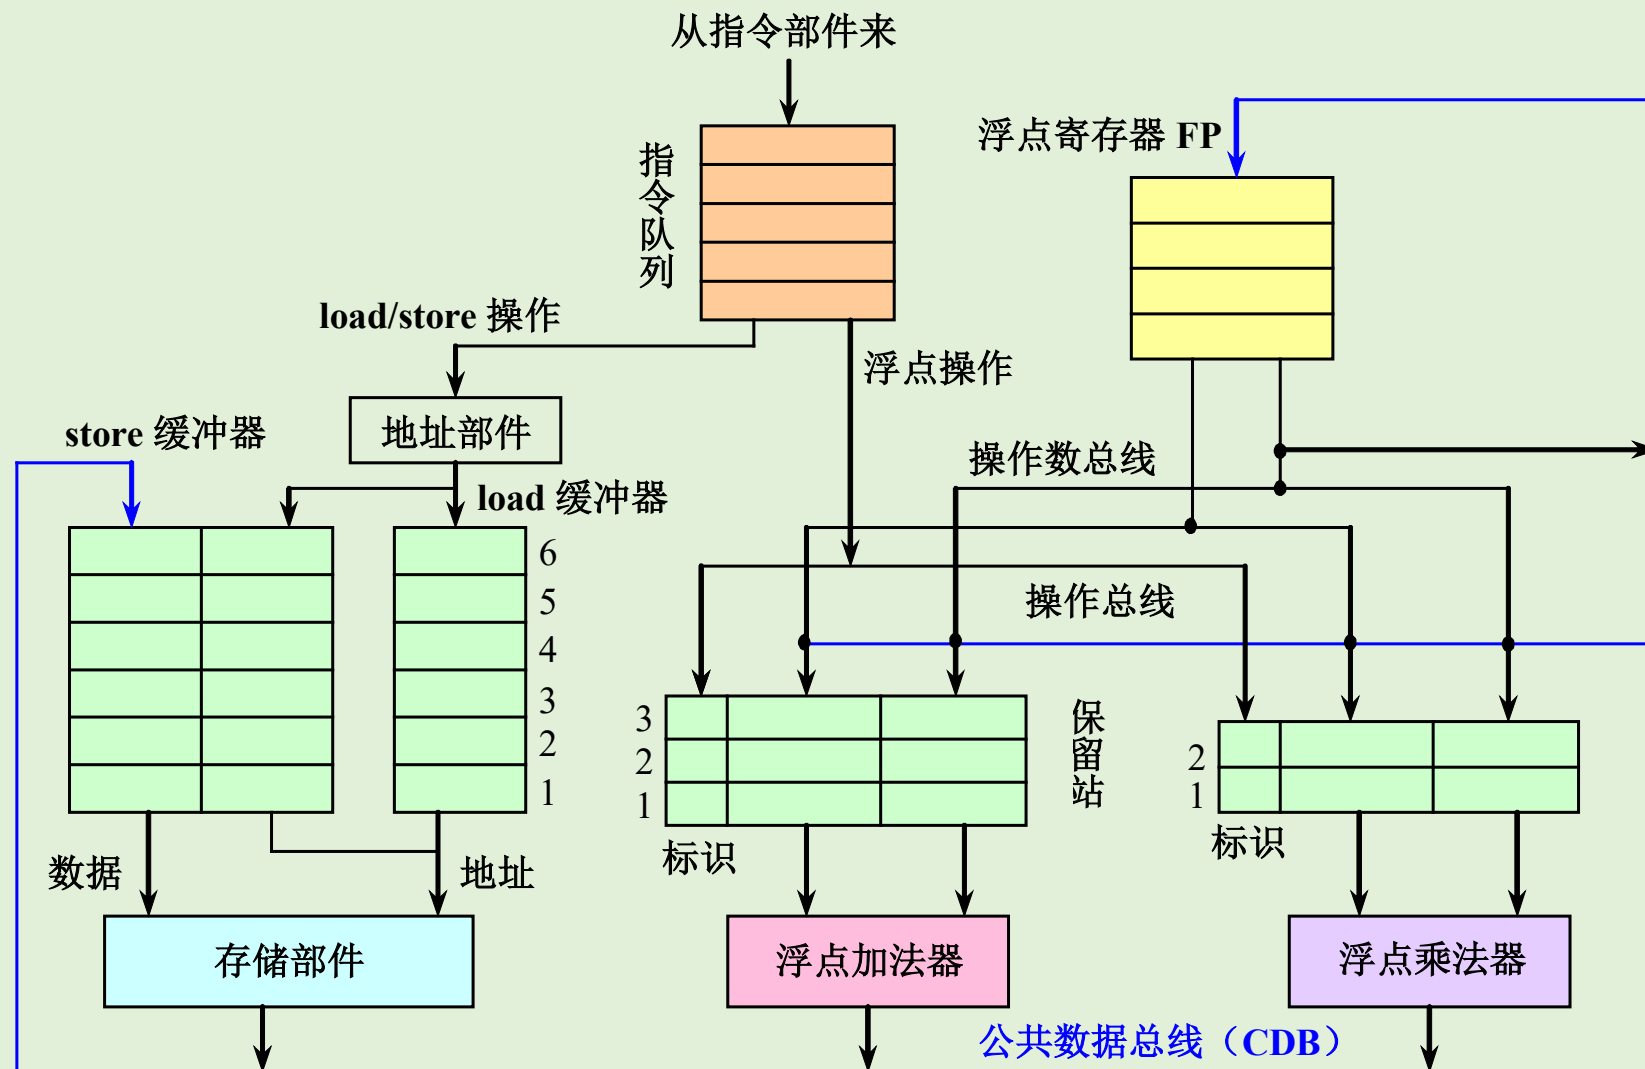 从指令部件来
浮点寄存器 FP
指令队列
load/store 操作
浮点操作
地址部件
store 缓冲器
操作数总线
load 缓冲器
6
5
4
3
2
1
操作总线
保留站
3
2
1
2
1
标识
标识
数据
地址
存储部件
浮点加法器
浮点乘法器
公共数据总线（CDB）